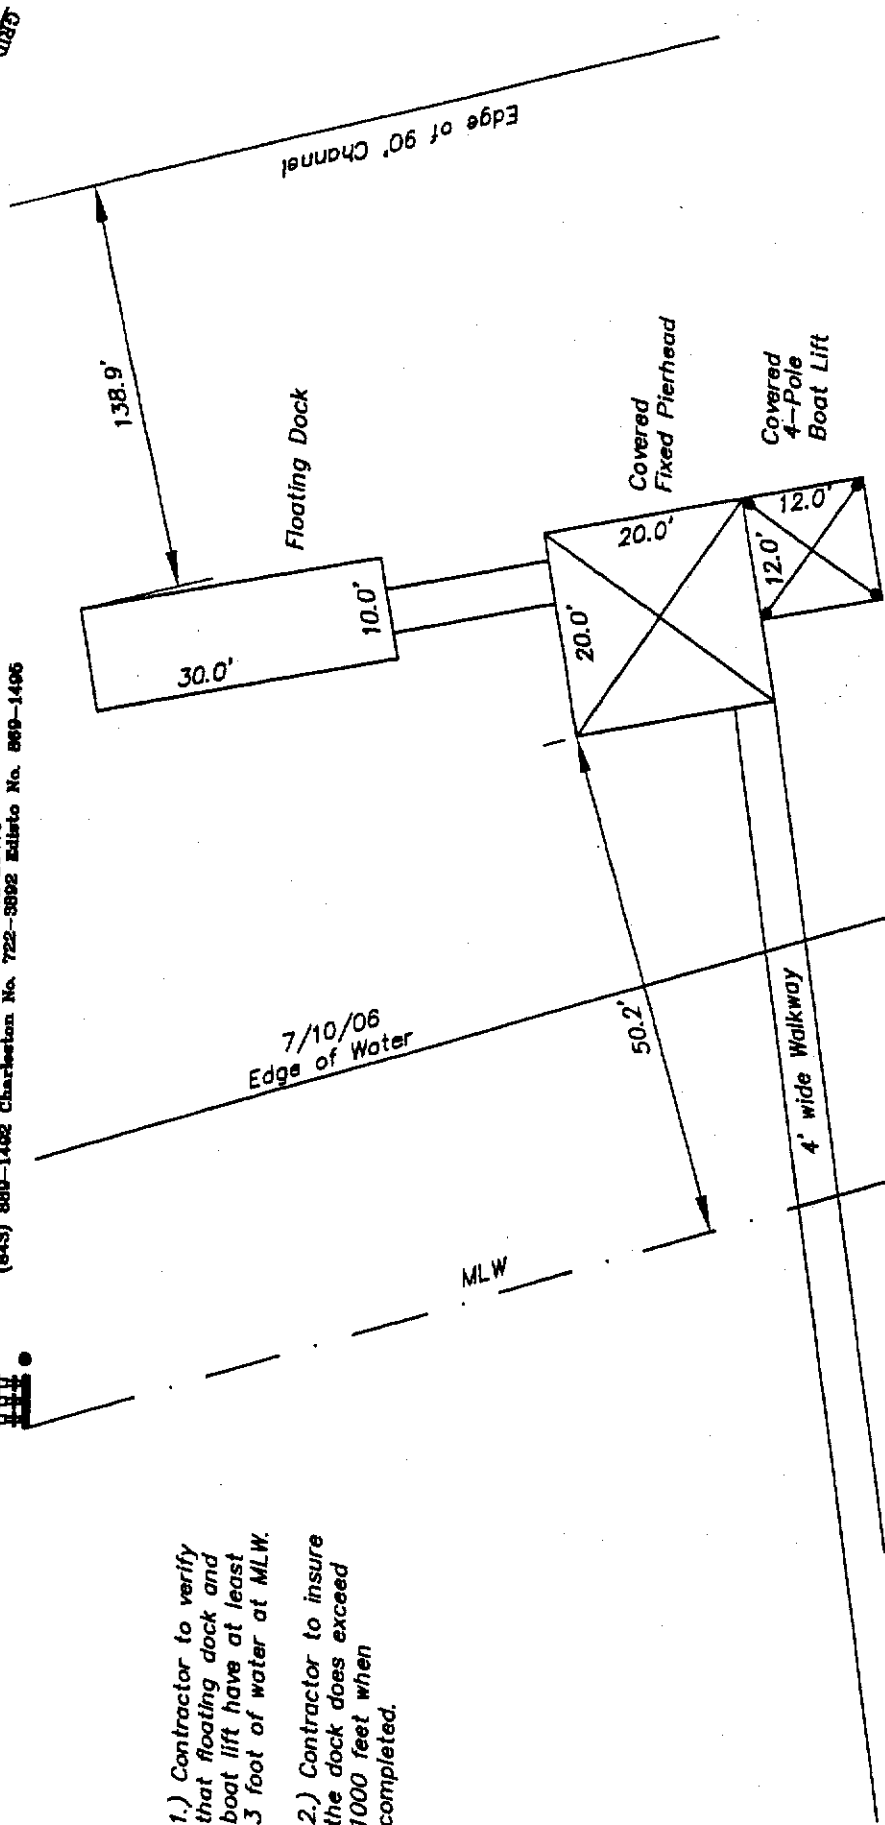 GRID
(843) 889-1492 Charleston No. 722-3892 Edisto No. 869-1495
Edge of 90' Channel
138.9'
Floating Dock
30.0'
10.0'
Covered
Fixed Pierhead
20.0'
20.0'
Covered
4-Pole
Boat Lift
12.0'
12.0'
7/10/06
Edge of Water
50.2'
4' wide Walkway
MLW
1.) Contractor to verify
that floating dock and
boat lift have at least
3 foot of water at MLW.
2.) Contractor to insure
the dock does exceed
1000 feet when
completed.